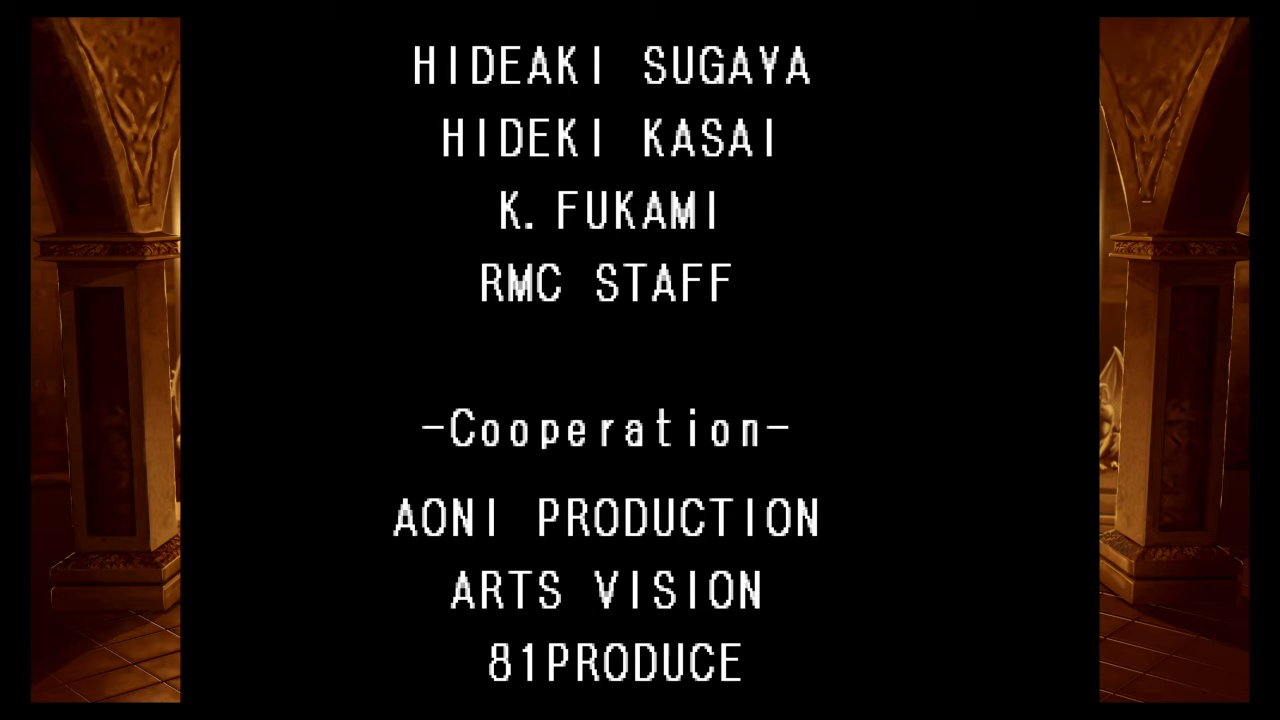 HIDEAKI SUGAYA
HIDEKI KASAI
K. FUKAMI
RMC STAFF
-Cooperation-
AONI PRODUCTION
ARTS VISION
81PRODUCE